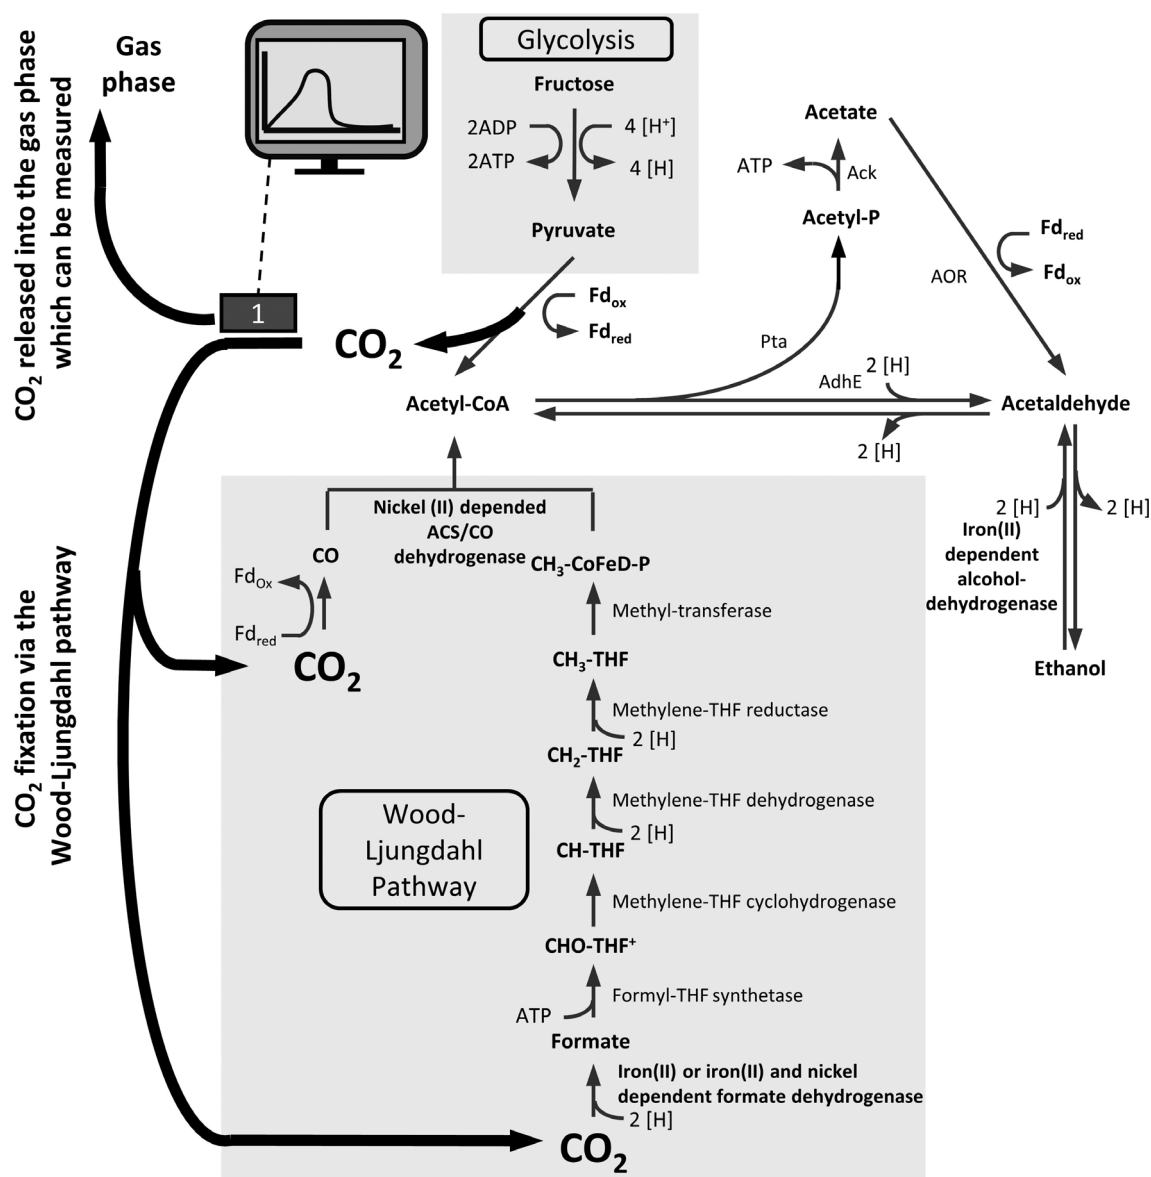 Gas
phase
CO2 released into the gas phase
which can be measured
1
Glycolysis
Fructose
2ADP
4 [H+]
2ATP
4 [H]
Pyruvate
Fdox
Fdred
CO2
Acetyl-CoA
Acetate
ATP
Ack
Acetyl-P
Fdred
Fdox
AOR
Pta
AdhE
2 [H]
Acetaldehyde
2 [H]
2 [H]
2 [H]
Iron(II)
dependent
alcohol-
dehydrogenase
Ethanol
CO2 fixation via the
Wood-Ljungdahl pathway
Nickel (II) depended
ACS/CO
dehydrogenase
CO
FdOx
Fdred
CO2
CH3-CoFeD-P
Methyl-transferase
CH3-THF
Methylene-THF reductase
2 [H]
CH2-THF
Methylene-THF dehydrogenase
2 [H]
CH-THF
Methylene-THF cyclohydrogenase
CHO-THF+
Formyl-THF synthetase
ATP
Formate
Iron(II) or iron(II) and nickel
dependent formate dehydrogenase
2 [H]
CO2
Wood-
Ljungdahl
Pathway